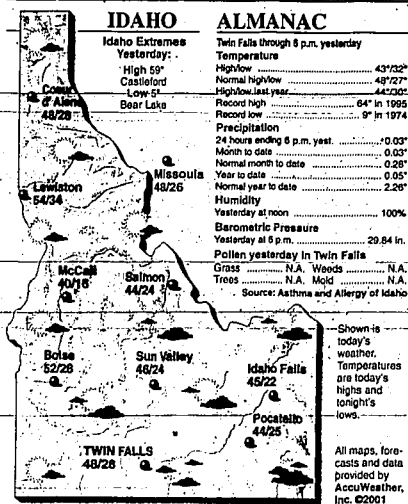 IDAHO
Idaho Extremes
Yesterday:
High 59°
Castleford
Low 5°
Bear Lake
Coeur
d'Alene
48/28
Missoula
48/26
Lewiston
54/34
McCall
40/16
Salmon
44/24
Boise
52/28
Sun Valley
46/24
Idaho Falls
45/22
Pocatello
44/25
TWIN FALLS
48/28
ALMANAC
Twin Falls through 6 p.m. yesterday
Temperature
High/low 43°/32°
Normal high/low 48°/27°
High/low last year 44°/30°
Record high 64° in 1995
Record low 9° in 1974
Precipitation
24 hours ending 6 p.m. yest. 0.03"
Month to date 0.03"
Normal month to date 0.28"
Year to date 0.05"
Normal year to date 2.26"
Humidity
Yesterday at noon 100%
Barometric Pressure
Yesterday at 6 p.m. 29.84 in.
Pollen yesterday in Twin Falls
Grass N.A. Weeds N.A.
Trees N.A. Mold N.A.
Source: Asthma and Allergy of Idaho
Shown is
today's
weather.
Temperatures
are today's
highs and
tonight's
lows.
All maps, fore-
casts and data
provided by
AccuWeather,
Inc. ©2001